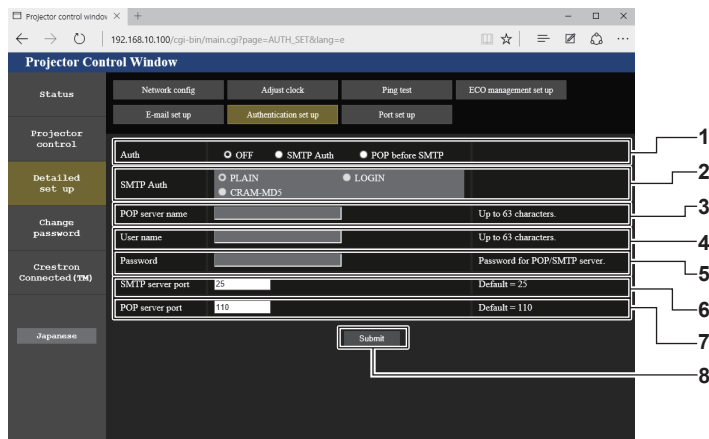 Projector control window
192.168.10.100/cgi-bin/main.cgi?page=AUTH_SET&lang=e
Projector Control Window
Status
Projector
control
Detailed
set up
Change
password
Crestron
Connected(TM)
Japanese
Network config
Adjust clock
Ping test
ECO management set up
E-mail set up
Authentication set up
Port set up
Auth
OFF
SMTP Auth
POP before SMTP
SMTP Auth
PLAIN
LOGIN
CRAM-MD5
POP server name
Up to 63 characters.
User name
Up to 63 characters.
Password
Password for POP/SMTP server.
SMTP server port
25
Default = 25
POP server port
110
Default = 110
Submit
1
2
3
4
5
6
7
8